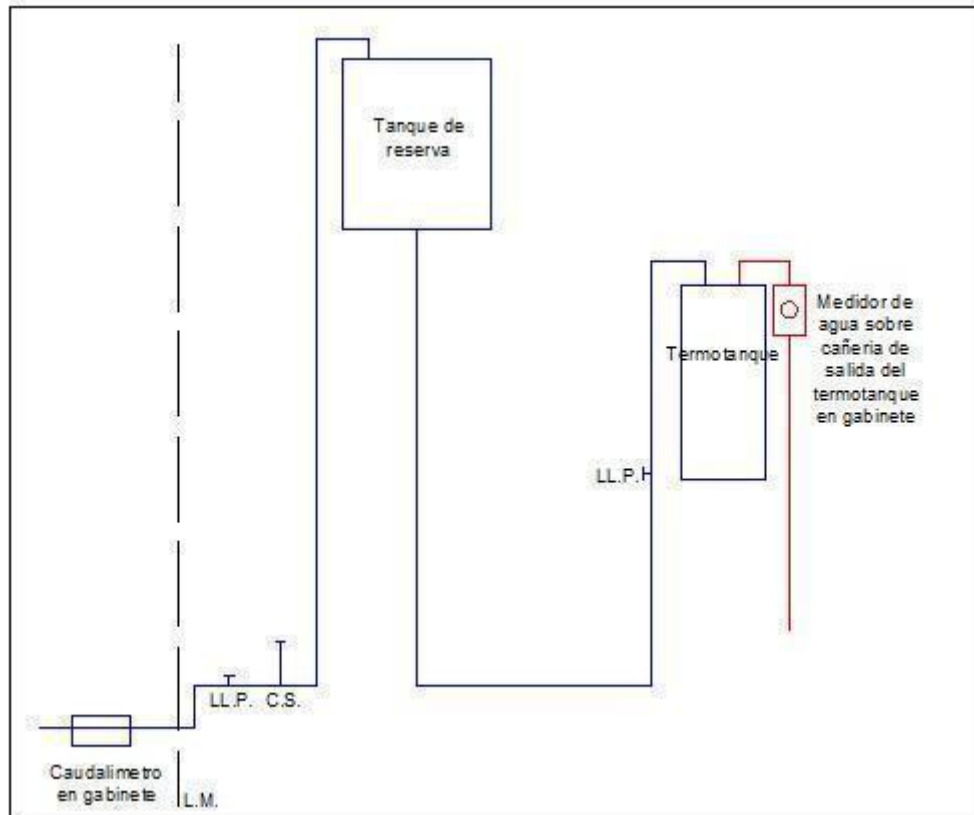 Tanque de
reserva
Medidor de
agua sobre
cañeria de
salida del
termotanque
en gabinete
Termotanque
LL.P.
LL.P.
C.S.
Caudalimetro
en gabinete
L.M.